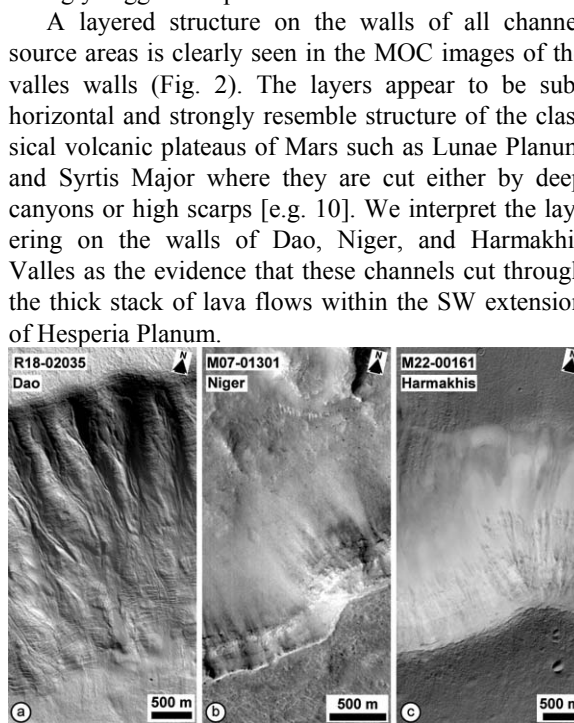 A layered structure on the walls of all channe
source areas is clearly seen in the MOC images of th
valles walls (Fig. 2). The layers appear to be sub
horizontal and strongly resemble structure of the clas
sical volcanic plateaus of Mars such as Lunae Planum
and Syrtis Major where they are cut either by deep
canyons or high scarps [e.g. 10]. We interpret the lay
ering on the walls of Dao, Niger, and Harmakhi
Valles as the evidence that these channels cut through
the thick stack of lava flows within the SW extension
of Hesperia Planum.
R18-02035 N M07-01301 N M22-00161 N
Dao Niger Harmakhis
a 500 m b 500 m c 500 m